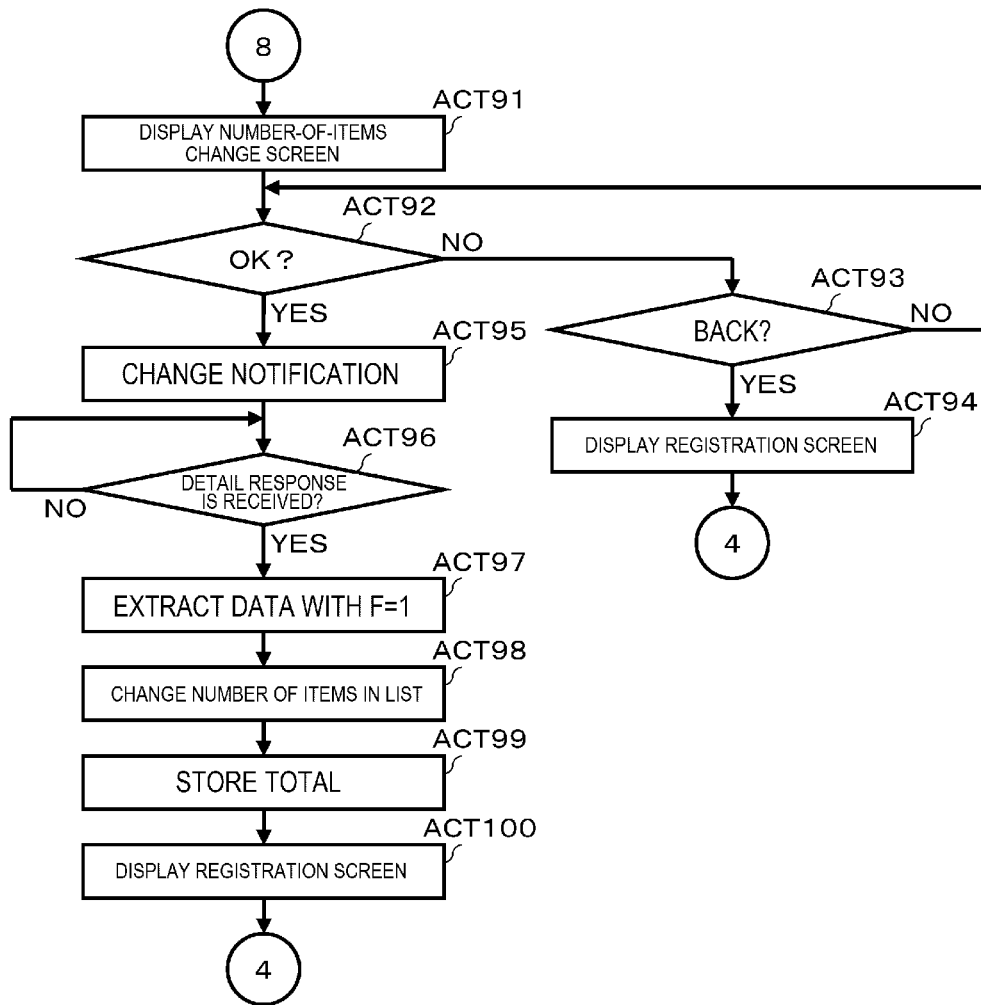 8
ACT91
DISPLAY NUMBER-OF-ITEMS
CHANGE SCREEN
ACT92
OK?
NO
YES
ACT93
BACK?
NO
YES
ACT94
DISPLAY REGISTRATION SCREEN
4
ACT95
CHANGE NOTIFICATION
ACT96
DETAIL RESPONSE
IS RECEIVED?
NO
YES
ACT97
EXTRACT DATA WITH F=1
ACT98
CHANGE NUMBER OF ITEMS IN LIST
ACT99
STORE TOTAL
ACT100
DISPLAY REGISTRATION SCREEN
4